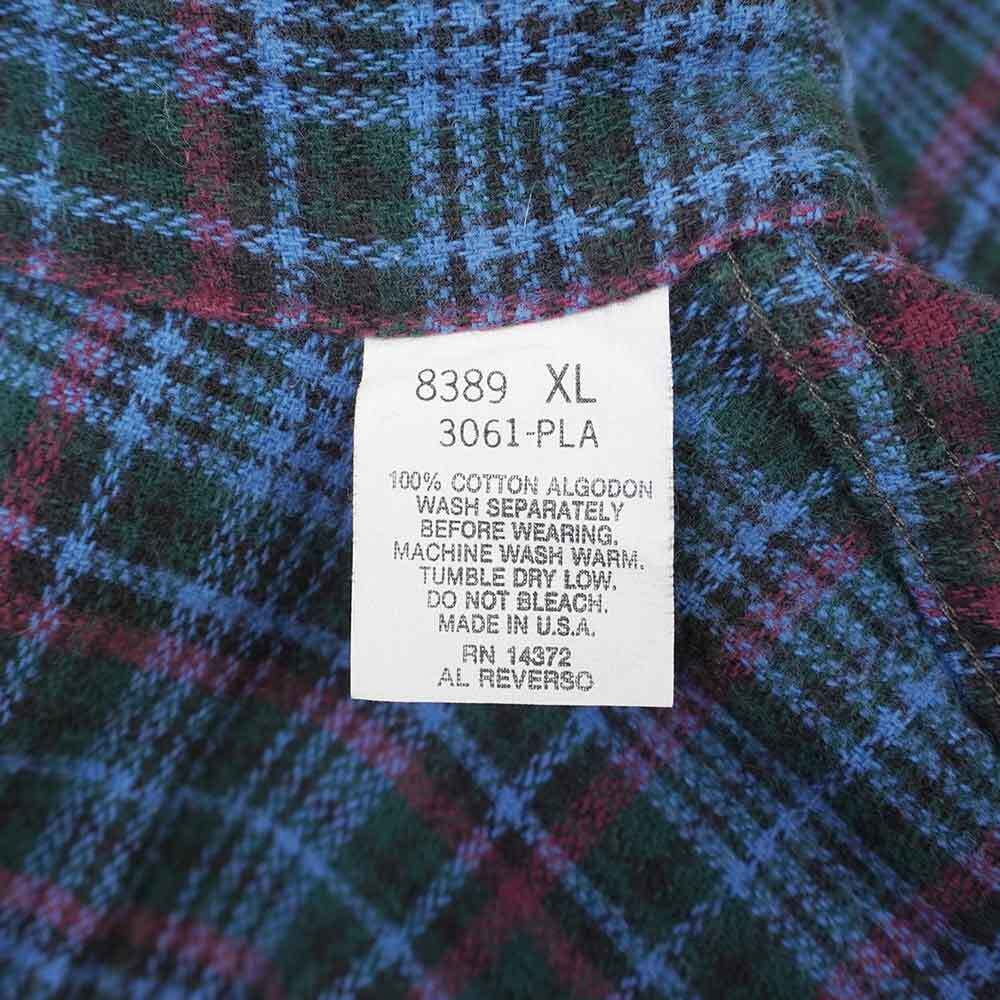 8389 XL
3061-PLA
100% COTTON ALGODON
WASH SEPARATELY
BEFORE WEARING.
MACHINE WASH WARM.
TUMBLE DRY LOW.
DO NOT BLEACH.
MADE IN U.S.A.
RN 14372
AL REVERSO